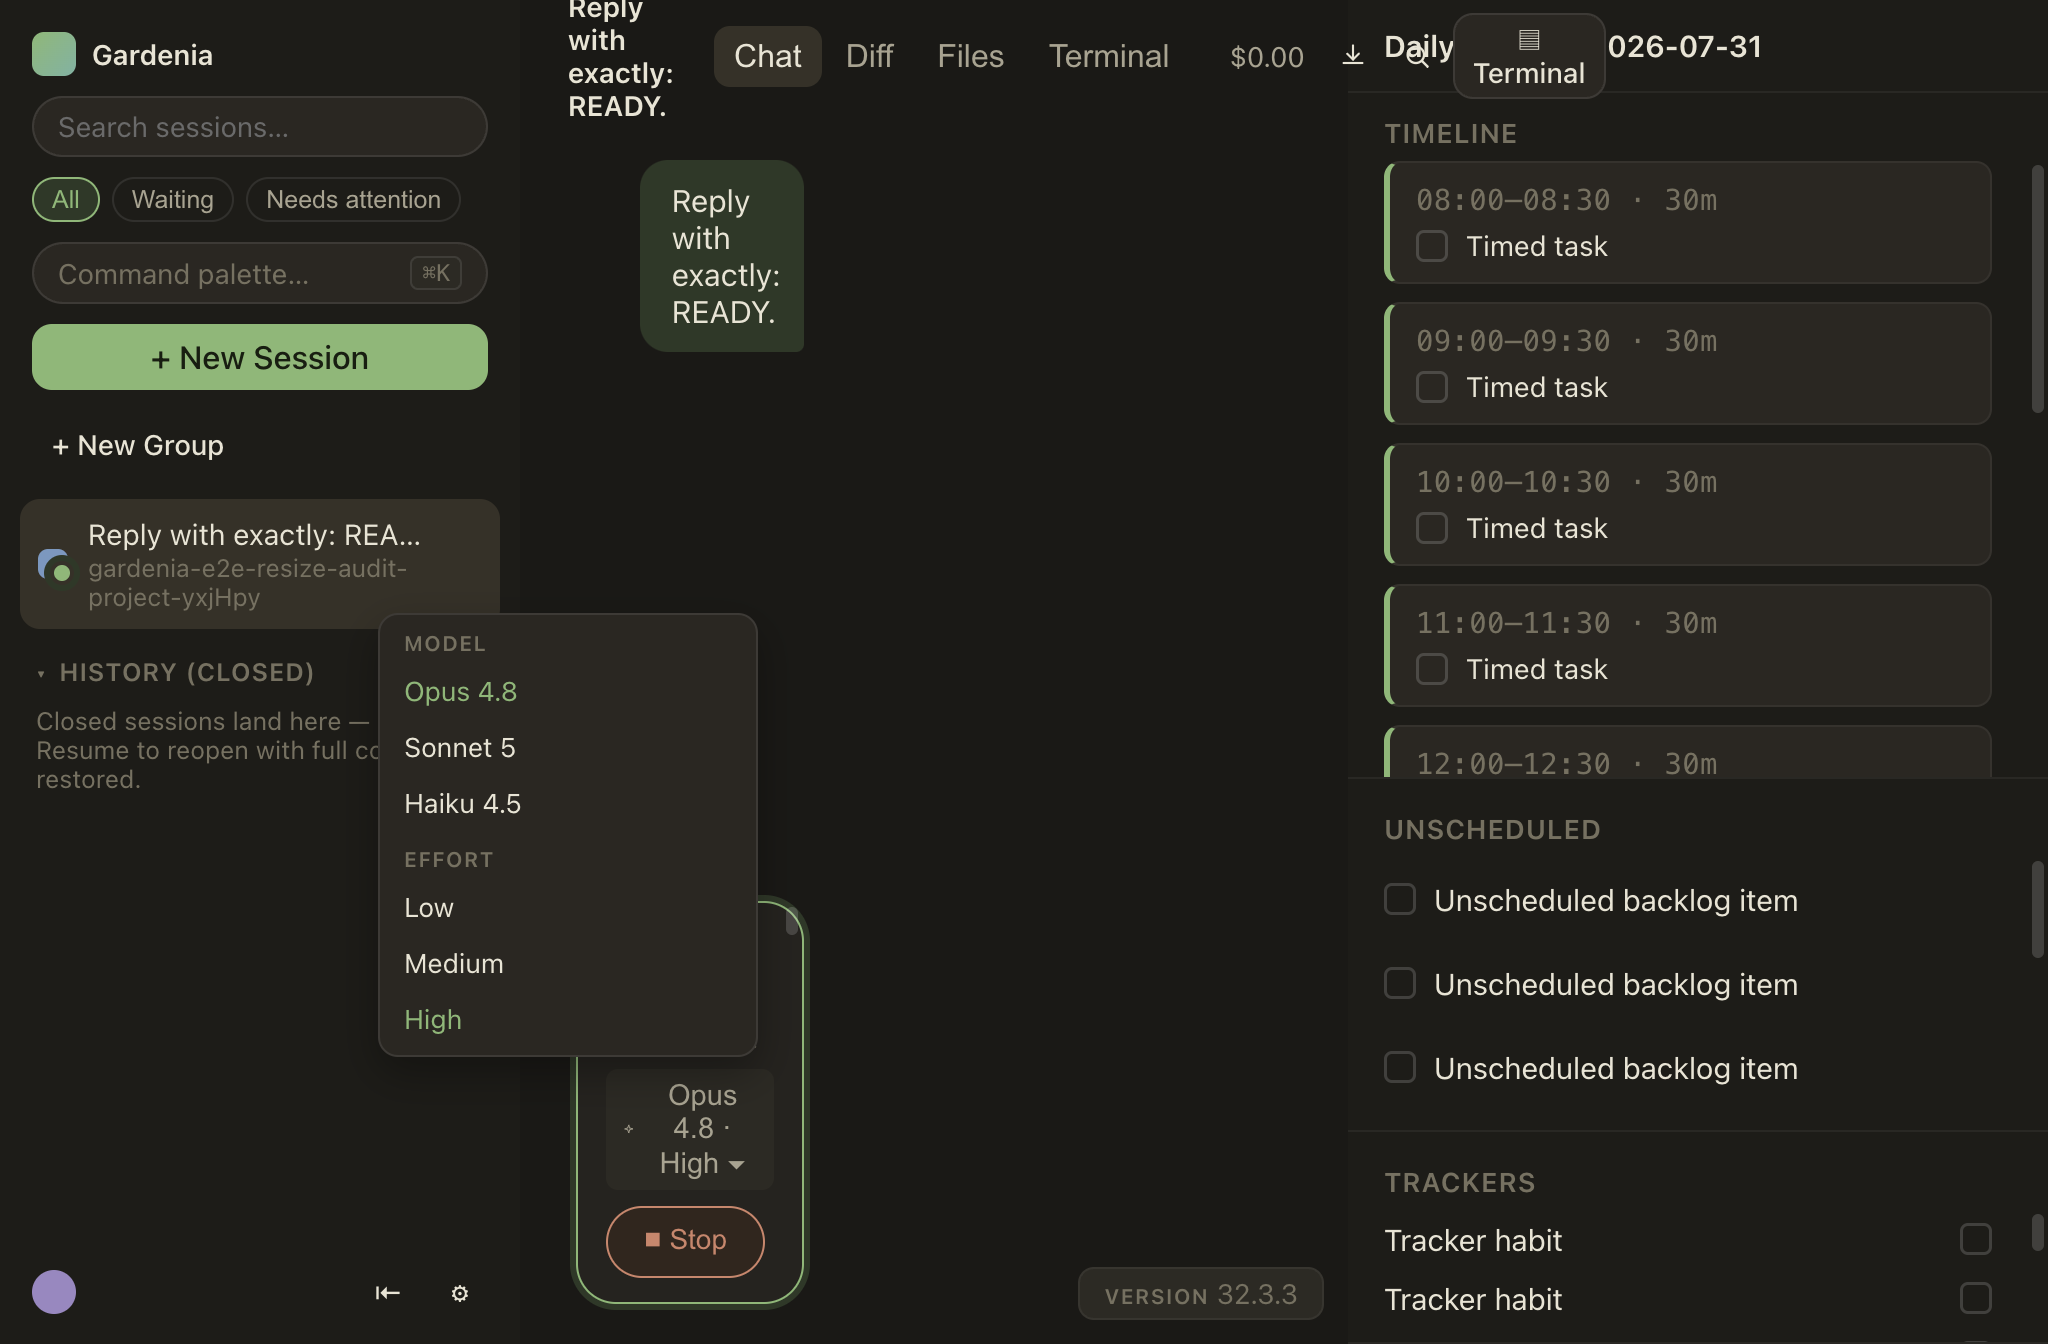 Gardenia
Search sessions...
All
Waiting
Needs attention
Command palette...
⌘K
+ New Session
+ New Group
Reply with exactly: REA...
gardenia-e2e-resize-audit-
project-yxjHpy
HISTORY (CLOSED)
Closed sessions land here —
Resume to reopen with full co
restored.
Reply
with
exactly:
READY.
Chat
Diff
Files
Terminal
$0.00
Reply
with
exactly:
READY.
MODEL
Opus 4.8
Sonnet 5
Haiku 4.5
EFFORT
Low
Medium
High
Opus
4.8 ·
High
Stop
VERSION 32.3.3
Daily
Terminal
026-07-31
TIMELINE
08:00–08:30 · 30m
Timed task
09:00–09:30 · 30m
Timed task
10:00–10:30 · 30m
Timed task
11:00–11:30 · 30m
Timed task
12:00–12:30 · 30m
UNSCHEDULED
Unscheduled backlog item
Unscheduled backlog item
Unscheduled backlog item
TRACKERS
Tracker habit
Tracker habit